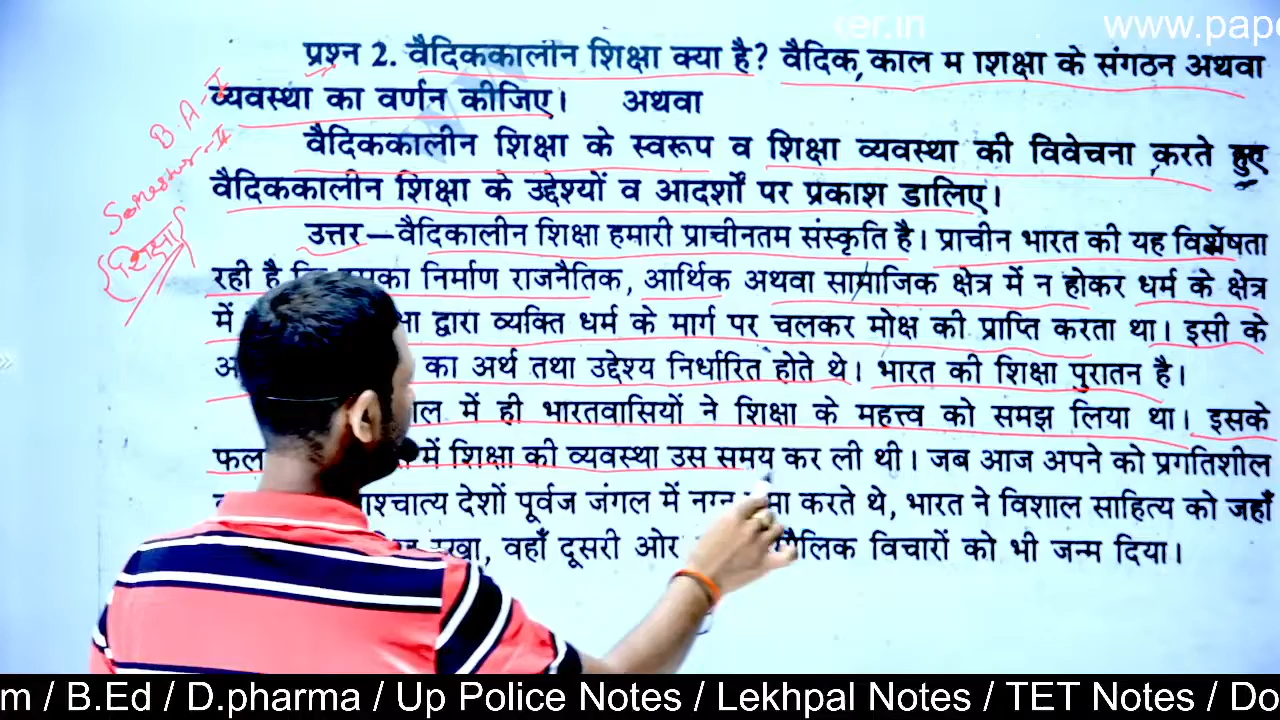 er.in www.pape
प्रश्न 2. वैदिककालीन शिक्षा क्या है? वैदिक काल म शिक्षा के संगठन अथवा
व्यवस्था का वर्णन कीजिए। अथवा
वैदिककालीन शिक्षा के स्वरूप व शिक्षा व्यवस्था की विवेचना करते हुए
वैदिककालीन शिक्षा के उद्देश्यों व आदर्शों पर प्रकाश डालिए।
B.A-I
Semester-II
(शिक्षा)
उत्तर—वैदिकालीन शिक्षा हमारी प्राचीनतम संस्कृति है। प्राचीन भारत की यह विशेषता
रही है निर्माण राजनैतिक, आर्थिक अथवा सामाजिक क्षेत्र में न होकर धर्म के क्षेत्र
में द्वारा व्यक्ति धर्म के मार्ग पर चलकर मोक्ष की प्राप्ति करता था। इसी के
का अर्थ तथा उद्देश्य निर्धारित होते थे। भारत की शिक्षा पुरातन है।
में ही भारतवासियों ने शिक्षा के महत्त्व को समझ लिया था। इसके
में शिक्षा की व्यवस्था उस समय कर ली थी। जब आज अपने को प्रगतिशील
देशों पूर्वज जंगल में करते थे, भारत ने विशाल साहित्य को जहाँ
वहाँ दूसरी ओर विचारों को भी जन्म दिया।
m / B.Ed / D.pharma / Up Police Notes / Lekhpal Notes / TET Notes / Do